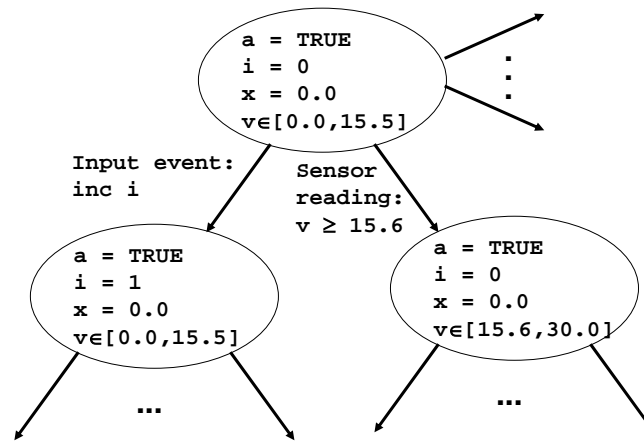 a = TRUE
i = 0
x = 0.0
v∈[0.0,15.5]
Input event:
inc i
Sensor
reading:
v ≥ 15.6
a = TRUE
i = 1
x = 0.0
v∈[0.0,15.5]
a = TRUE
i = 0
x = 0.0
v∈[15.6,30.0]
...
...